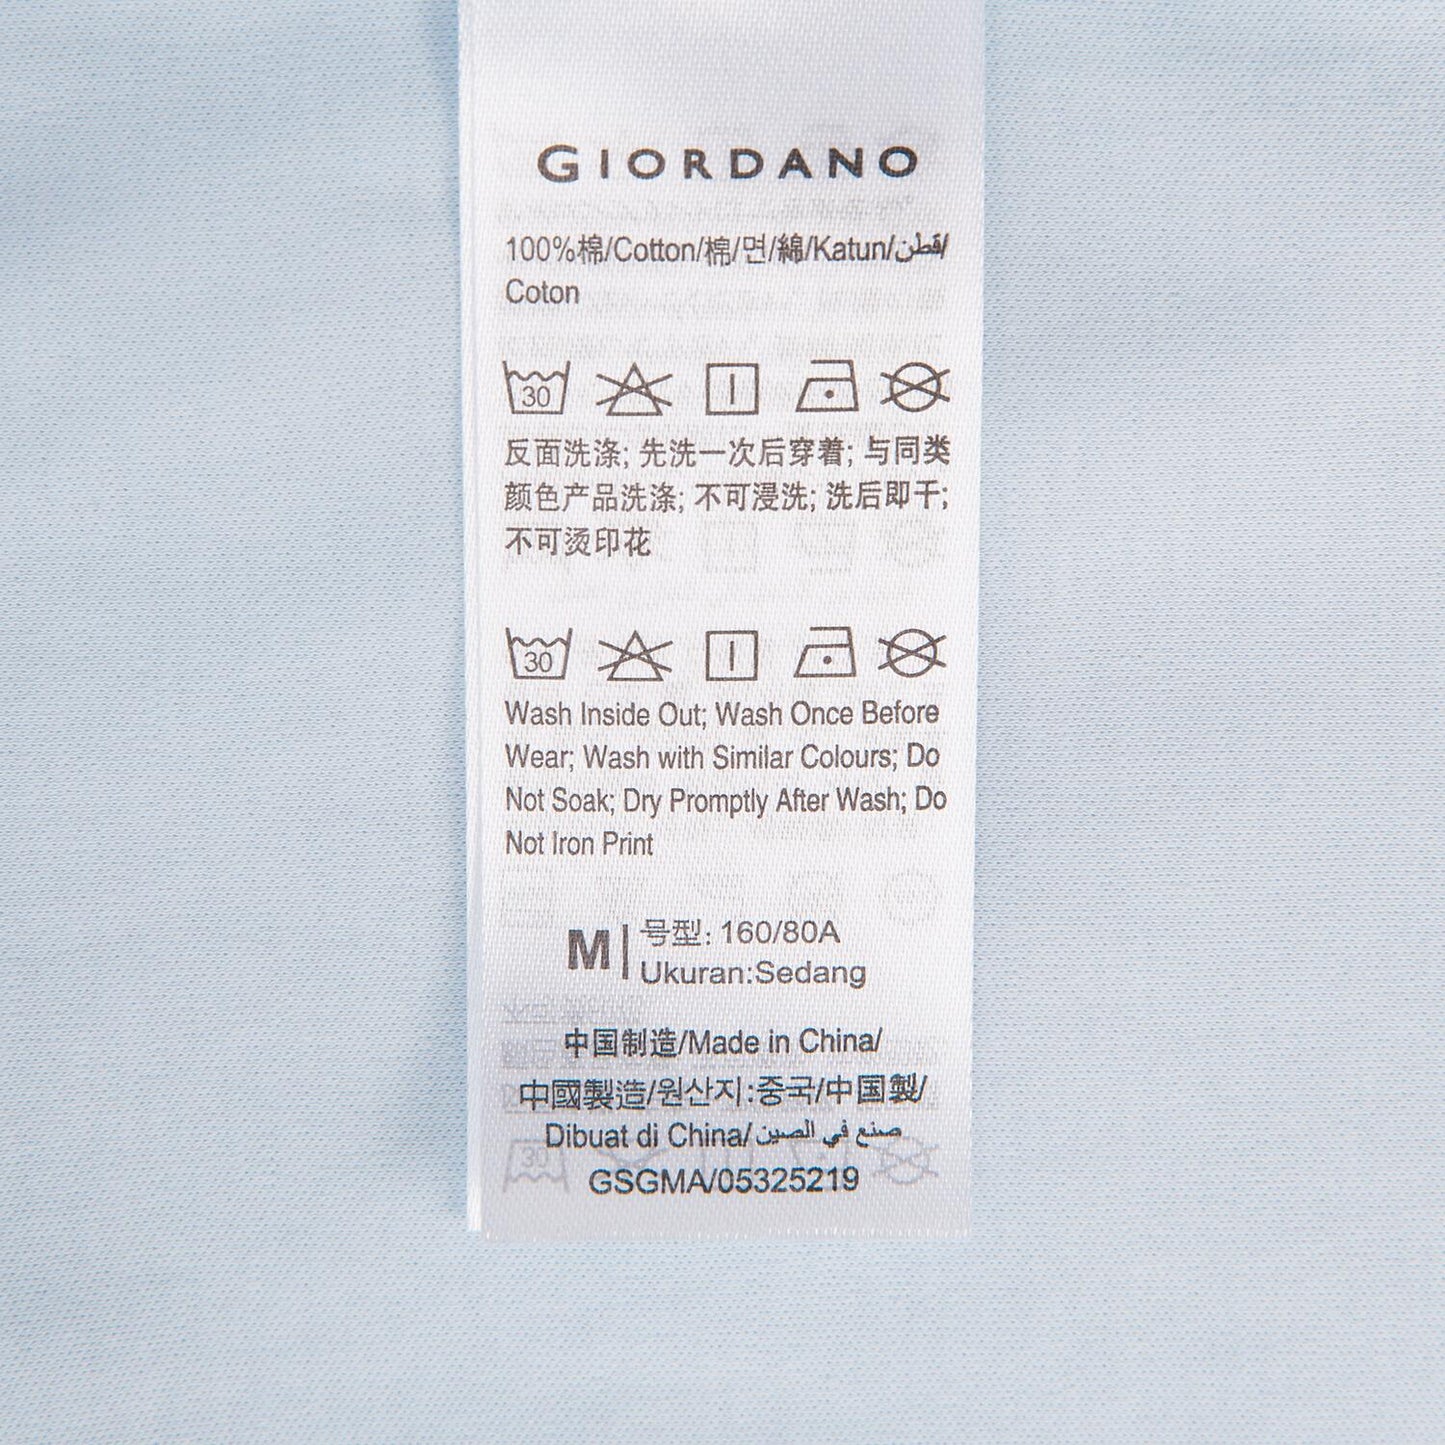 GIORDANO
100%棉/Cotton/棉/면/綿/Katun/قطن/
Coton
30
反面洗涤; 先洗一次后穿着; 与同类
颜色产品洗涤; 不可浸洗; 洗后即干;
不可烫印花
30
Wash Inside Out; Wash Once Before
Wear; Wash with Similar Colours; Do
Not Soak; Dry Promptly After Wash; Do
Not Iron Print
M
号型: 160/80A
Ukuran:Sedang
中国制造/Made in China/
中國製造/원산지:중국/中国製/
Dibuat di China/صنع في الصين
GSGMA/05325219